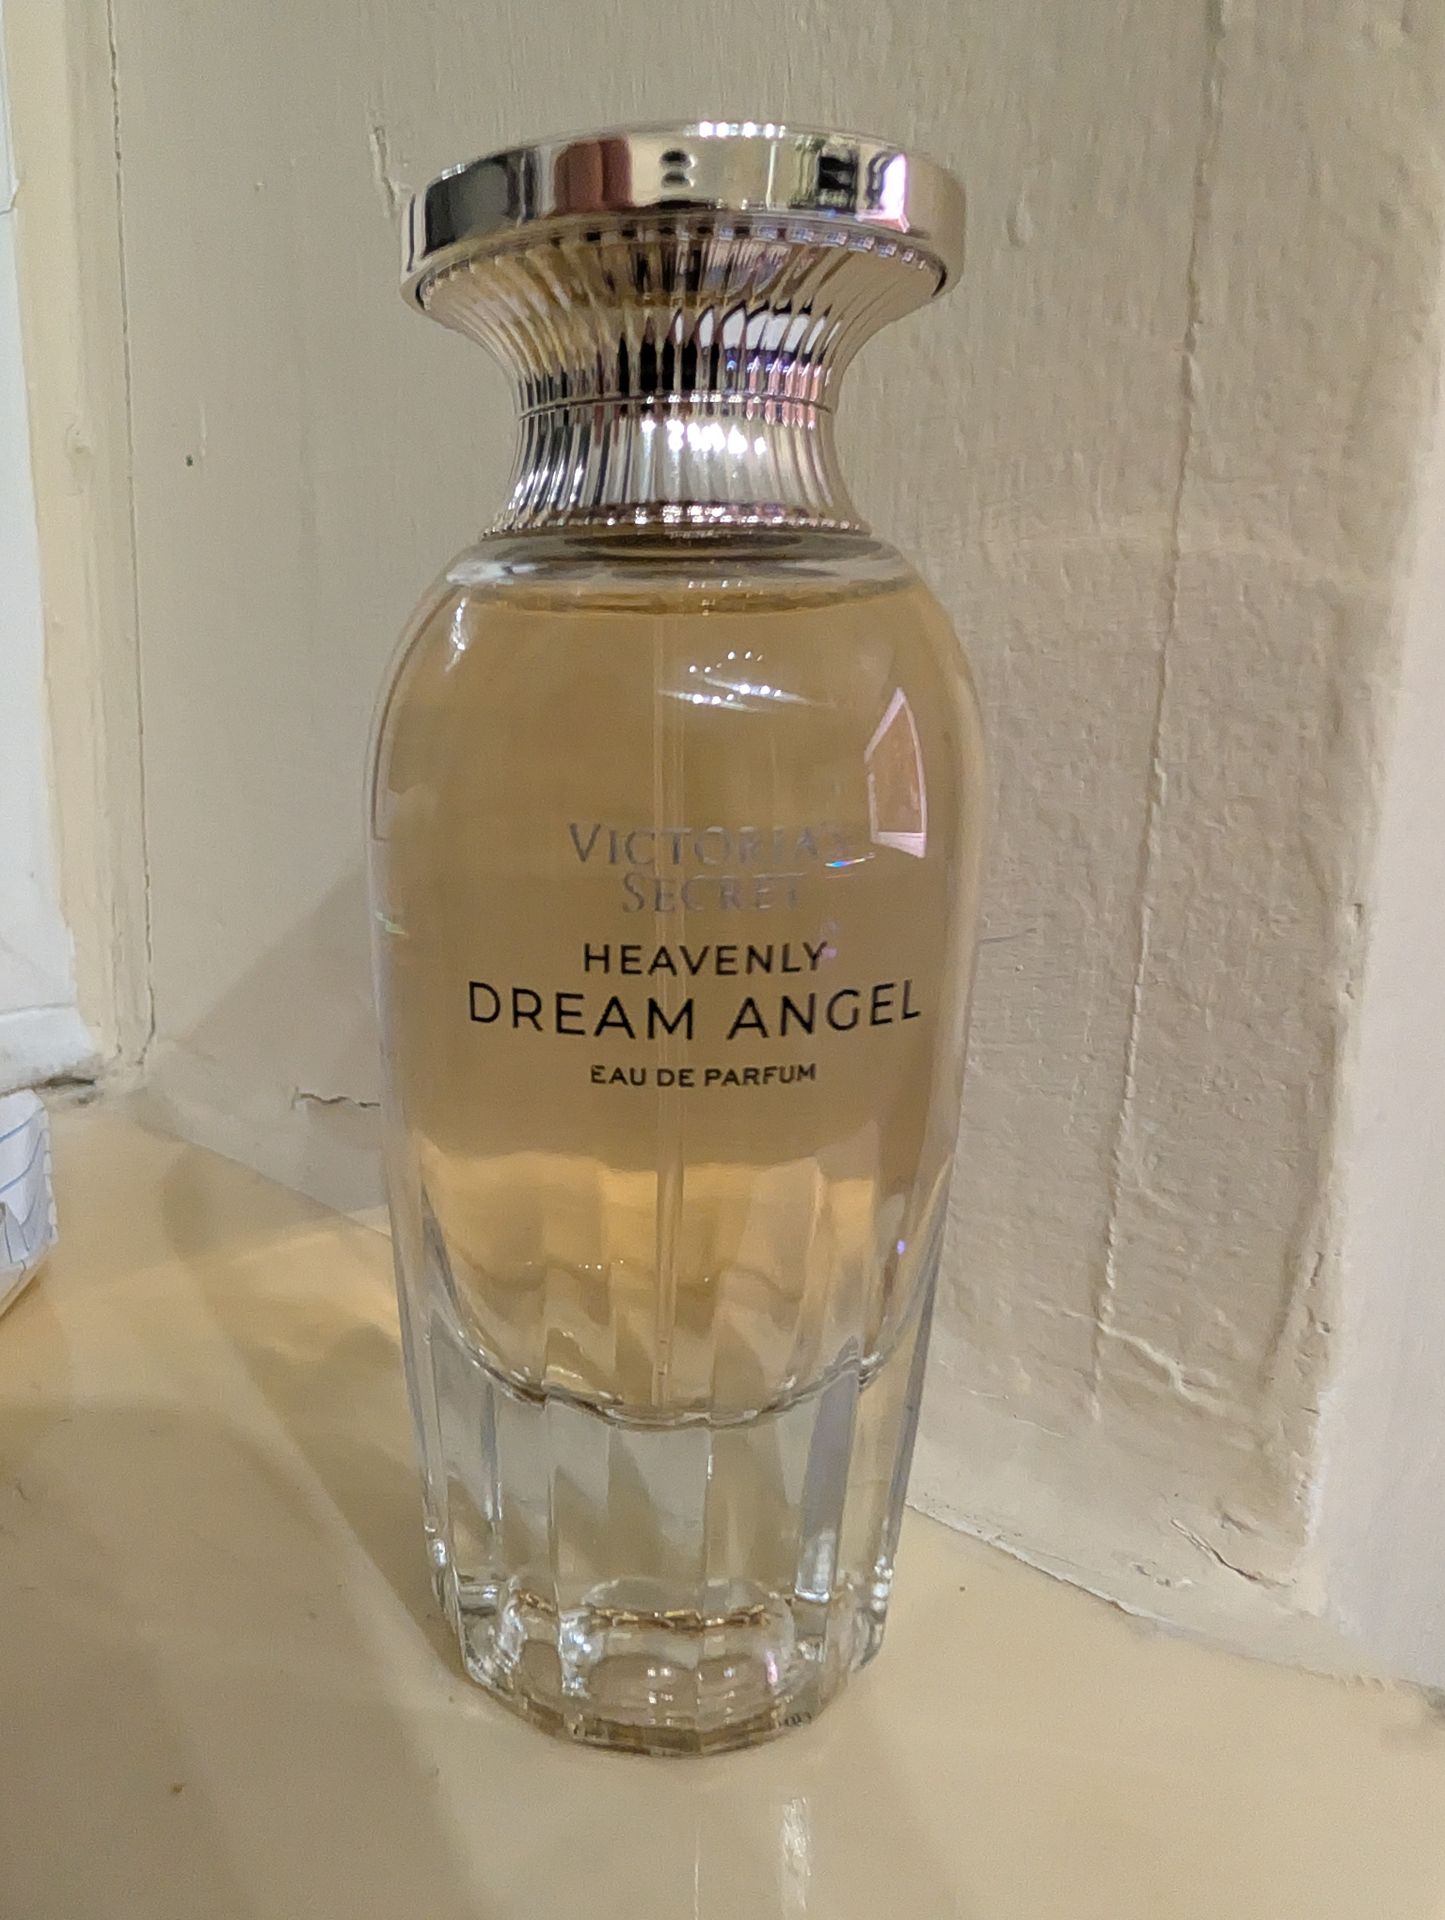 VICTORIA'S
SECRET
HEAVENLY
DREAM ANGEL
EAU DE PARFUM